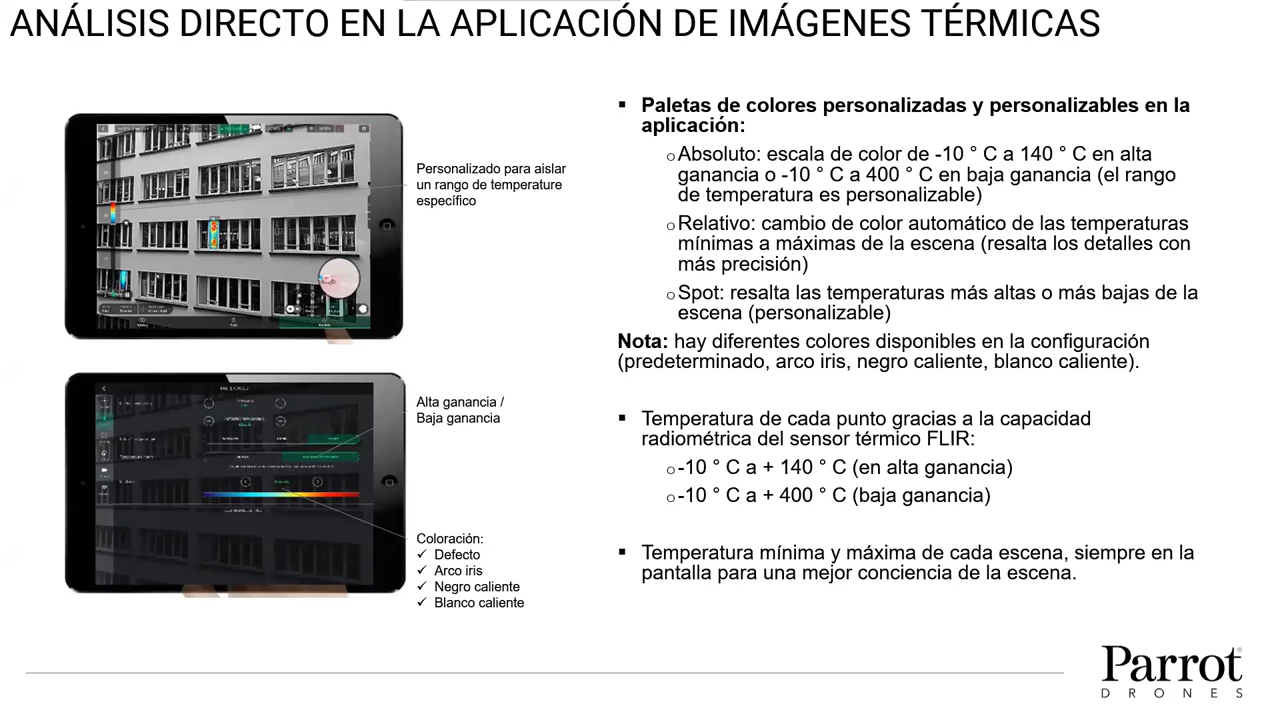 ANÁLISIS DIRECTO EN LA APLICACIÓN DE IMÁGENES TÉRMICAS
Personalizado para aislar
un rango de temperature
específico
Alta ganancia /
Baja ganancia
Coloración:
✓ Defecto
✓ Arco iris
✓ Negro caliente
✓ Blanco caliente
▪ Paletas de colores personalizadas y personalizables en la
aplicación:
o Absoluto: escala de color de -10 ° C a 140 ° C en alta
ganancia o -10 ° C a 400 ° C en baja ganancia (el rango
de temperatura es personalizable)
o Relativo: cambio de color automático de las temperaturas
mínimas a máximas de la escena (resalta los detalles con
más precisión)
o Spot: resalta las temperaturas más altas o más bajas de la
escena (personalizable)
Nota: hay diferentes colores disponibles en la configuración
(predeterminado, arco iris, negro caliente, blanco caliente).
▪ Temperatura de cada punto gracias a la capacidad
radiométrica del sensor térmico FLIR:
o -10 ° C a + 140 ° C (en alta ganancia)
o -10 ° C a + 400 ° C (baja ganancia)
▪ Temperatura mínima y máxima de cada escena, siempre en la
pantalla para una mejor conciencia de la escena.
Parrot
DRONES